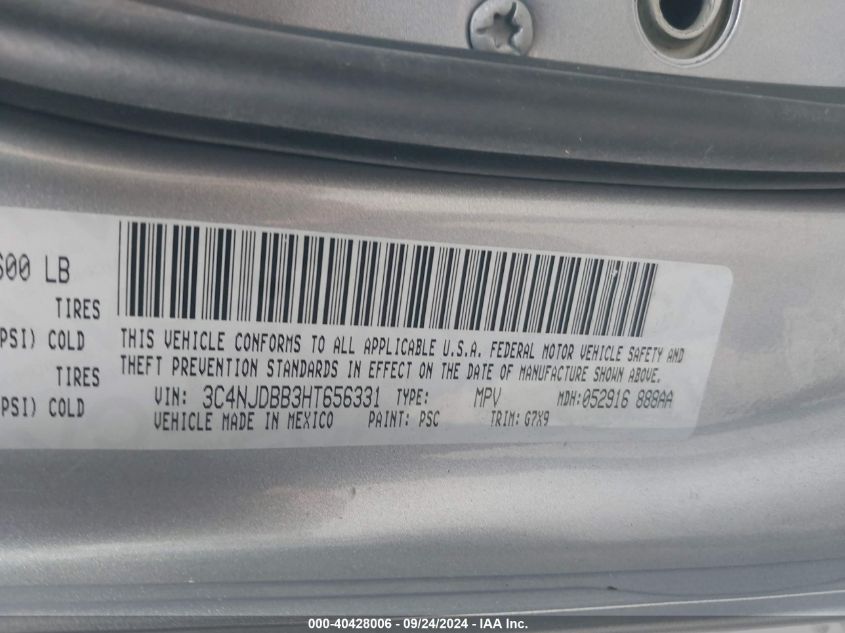 600 LB
TIRES
PSI) COLD
TIRES
PSI) COLD
THIS VEHICLE CONFORMS TO ALL APPLICABLE U.S.A. FEDERAL MOTOR VEHICLE SAFETY AND
THEFT PREVENTION STANDARDS IN EFFECT ON THE DATE OF MANUFACTURE SHOWN ABOVE.
VIN: 3C4NJDBB3HT656331 TYPE: MPV MDH:052916 888AA
VEHICLE MADE IN MEXICO PAINT: PSC TRIM: G7X9
000-40428006 - 09/24/2024 - IAA Inc.